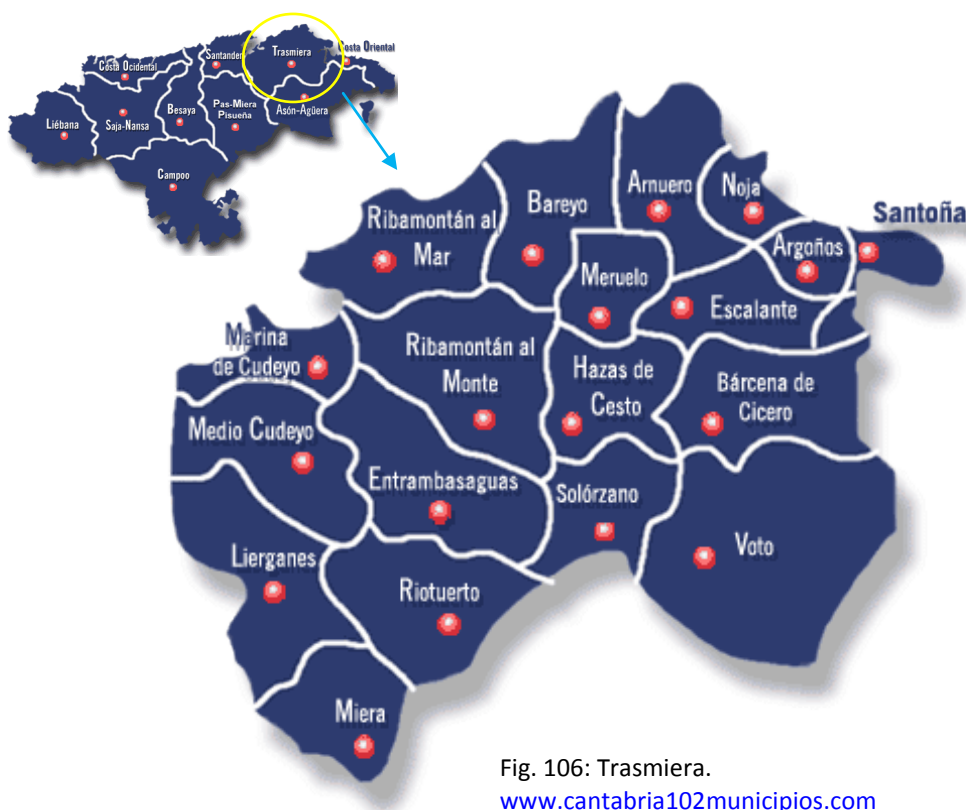 Costa Oriental
Santander
Trasmiera
Costa Ocidental
Besaya
Pas-Miera
Pisueña
Asón-Agüera
Liébana
Saja-Nansa
Campoo
Ribamontán al
Mar
Bareyo
Arnuero
Noja
Santoña
Argoños
Meruelo
Escalante
Marina
de Cudeyo
Ribamontán al
Monte
Hazas de
Cesto
Bárcena de
Cicero
Medio Cudeyo
Entrambasaguas
Solórzano
Voto
Lierganes
Riotuerto
Miera
Fig. 106: Trasmiera.
www.cantabria102municipios.com